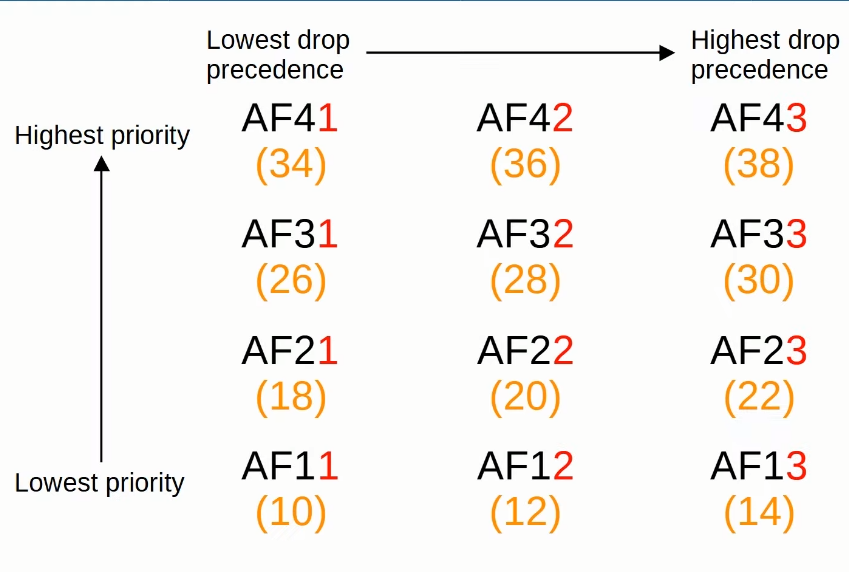 Lowest drop
precedence
Highest drop
precedence
Highest priority
AF41
AF42
AF43
(34)
(36)
(38)
AF31
AF32
AF33
(26)
(28)
(30)
AF21
AF22
AF23
(18)
(20)
(22)
Lowest priority
AF11
AF12
AF13
(10)
(12)
(14)